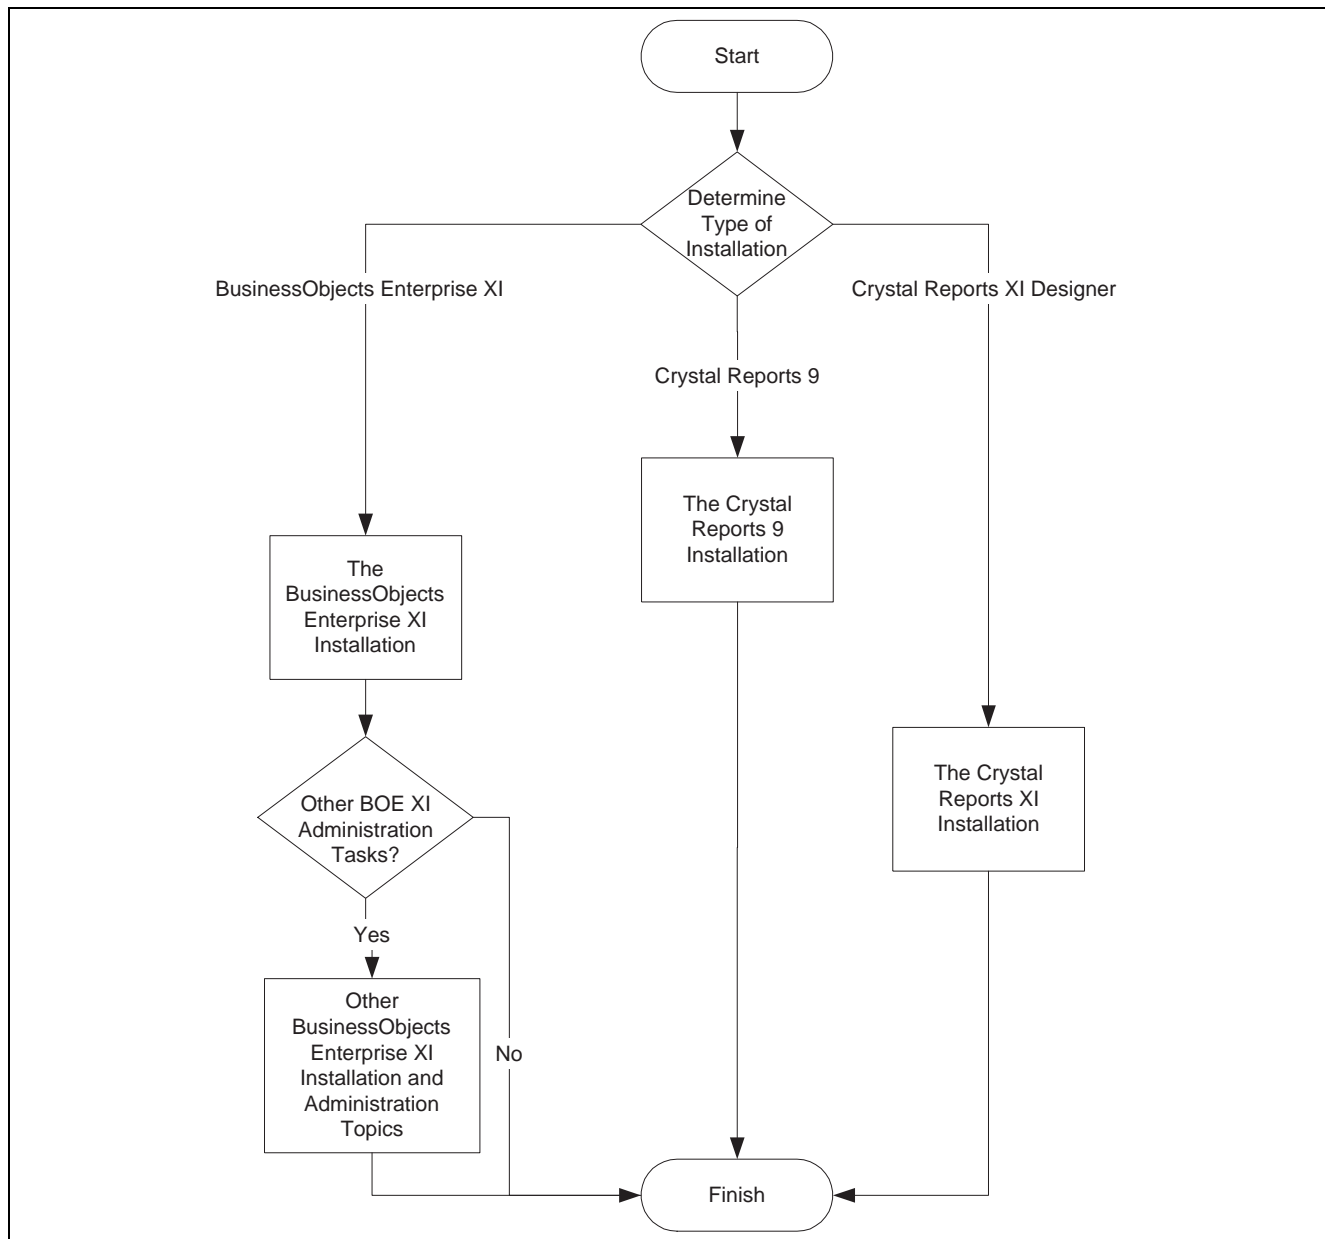 Start
Determine
Type of
Installation
BusinessObjects Enterprise XI
Crystal Reports XI Designer
Crystal Reports 9
The Crystal
Reports 9
Installation
The
BusinessObjects
Enterprise XI
Installation
The Crystal
Reports XI
Installation
Other BOE XI
Administration
Tasks?
Yes
Other
BusinessObjects
Enterprise XI
Installation and
Administration
Topics
No
Finish